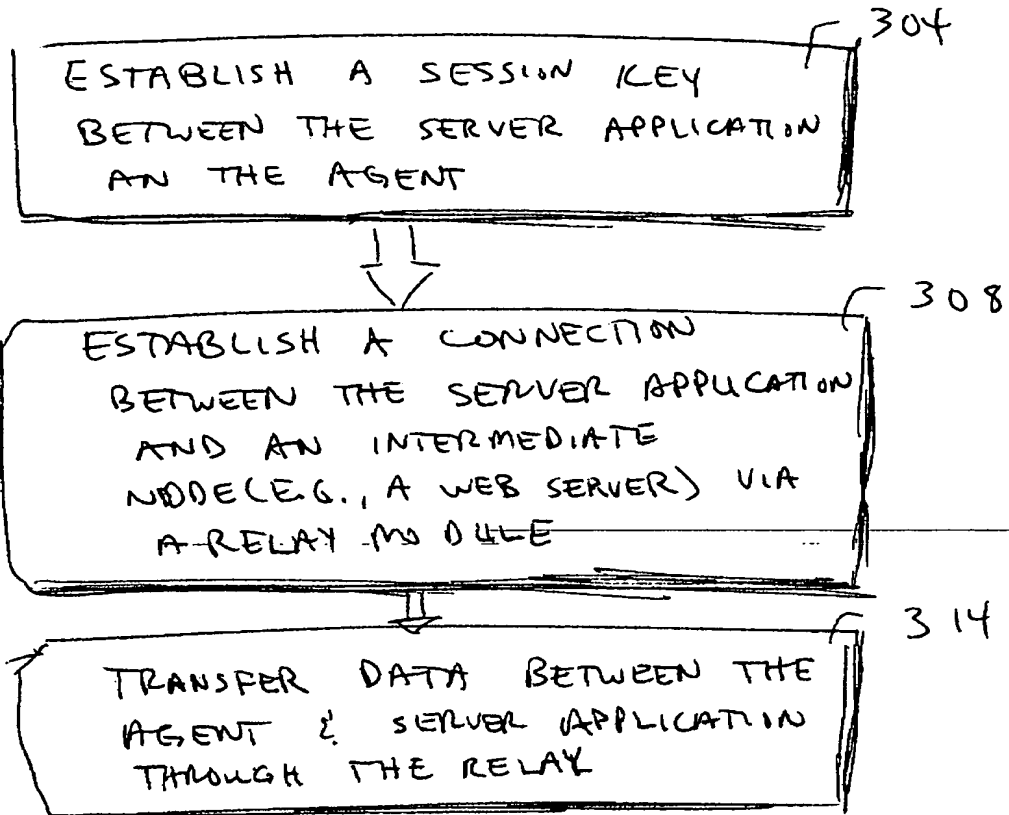 304
ESTABLISH A SESSION KEY
BETWEEN THE SERVER APPLICATION
AN THE AGENT
308
ESTABLISH A CONNECTION
BETWEEN THE SERVER APPLICATION
AND AN INTERMEDIATE
NODE (E.G., A WEB SERVER) VIA
A RELAY MODULE
314
TRANSFER DATA BETWEEN THE
AGENT & SERVER APPLICATION
THROUGH THE RELAY